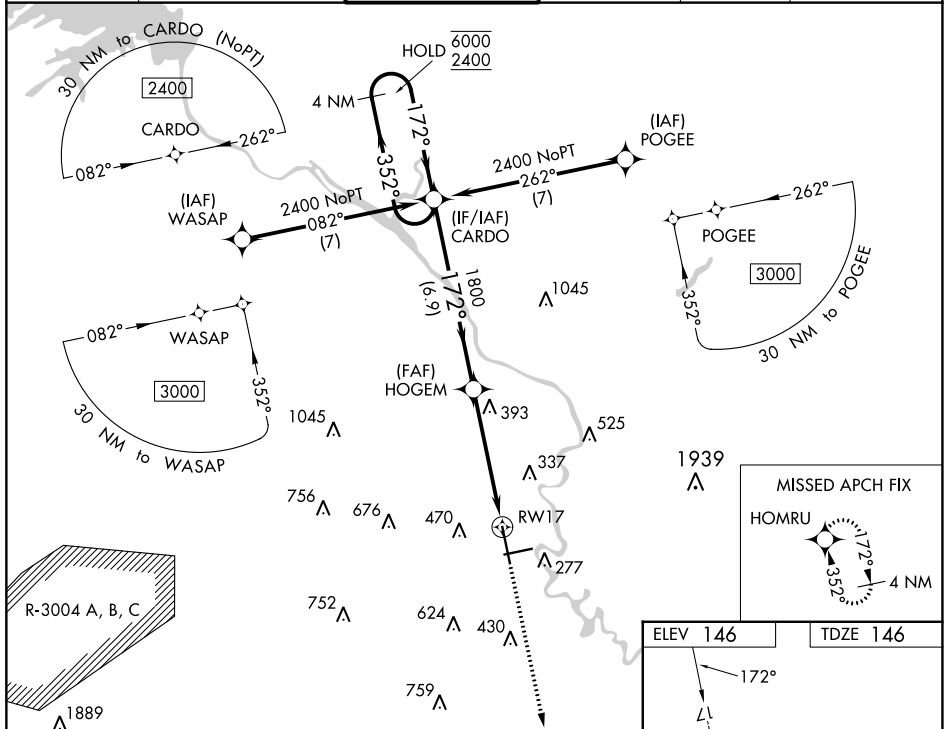 30 NM to CARDO (NoPT)
2400
CARDO
082°
262°
HOLD 6000
2400
4 NM
172°
352°
(IAF)
POGEE
2400 NoPT
262°
(7)
(IAF)
WASAP
2400 NoPT
082°
(7)
(IF/IAF)
CARDO
262°
POGEE
3000
352°
30 NM to POGEE
1800
172°
(6.9)
1045
082°
WASAP
3000
352°
30 NM to WASAP
(FAF)
HOGEM
393
1045
525
337
1939
756
676
470
RW17
277
MISSED APCH FIX
HOMRU
172°
352°
4 NM
R-3004 A, B, C
752
624
430
759
1889
ELEV 146
TDZE 146
172°
17